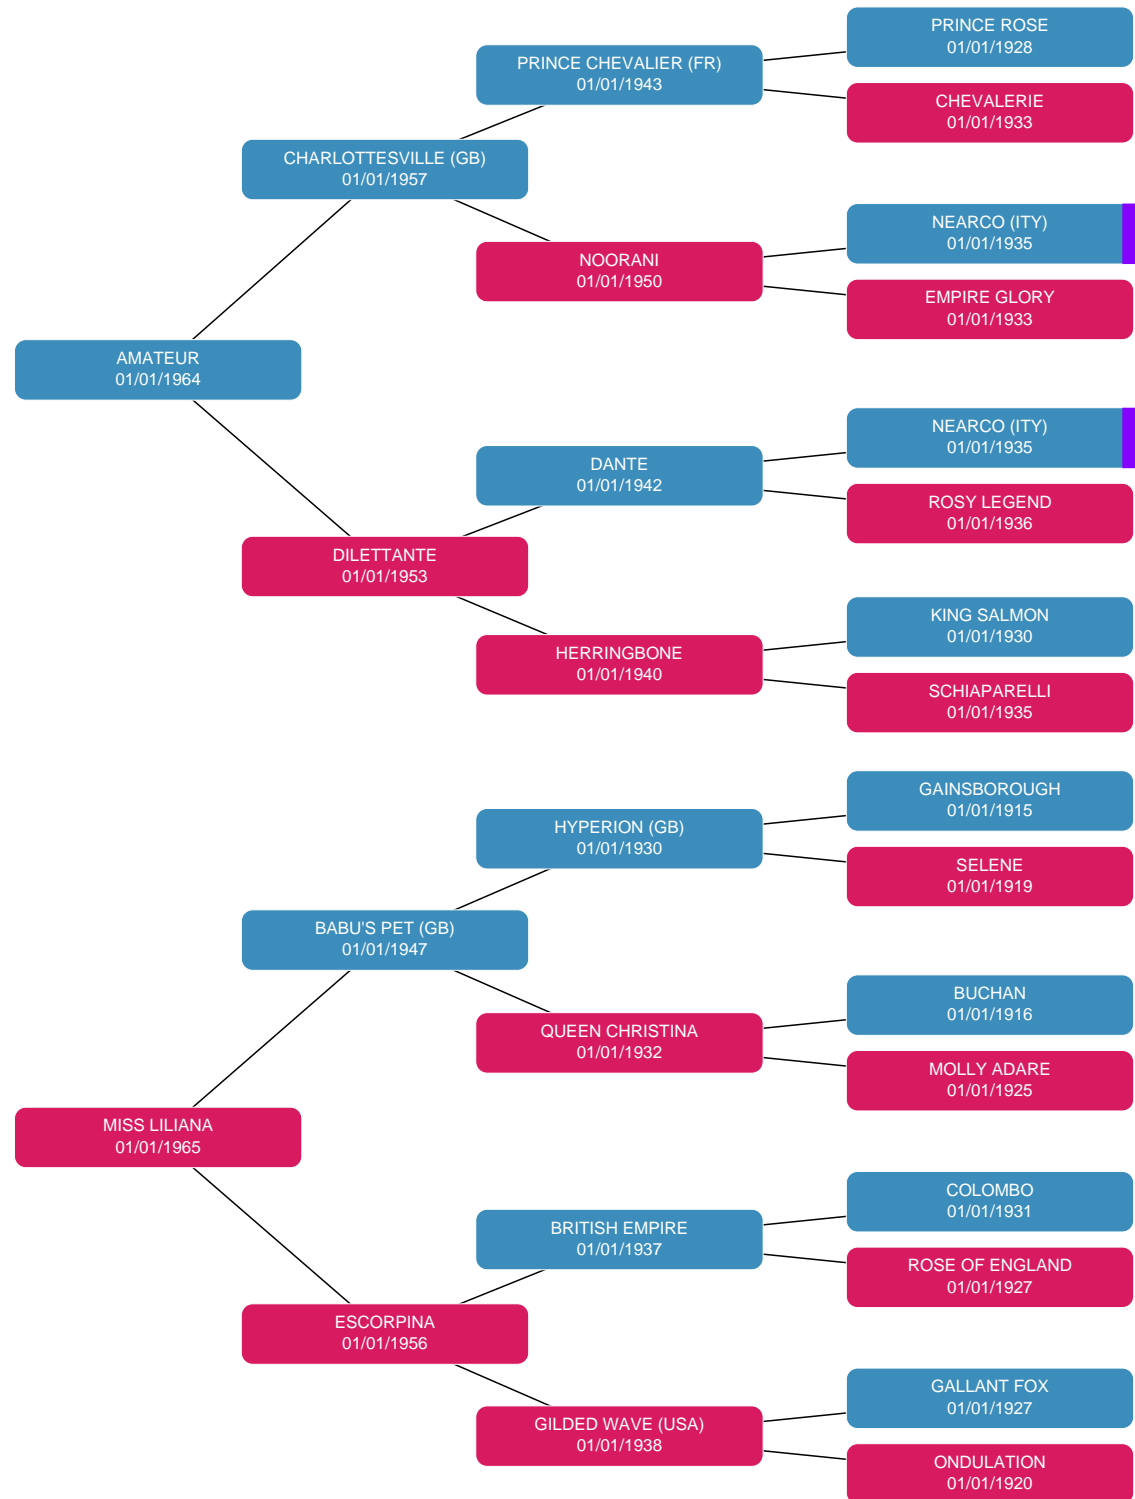 PRINCE ROSE
01/01/1928
PRINCE CHEVALIER (FR)
01/01/1943
CHEVALERIE
01/01/1933
CHARLOTTESVILLE (GB)
01/01/1957
NEARCO (ITY)
01/01/1935
NOORANI
01/01/1950
EMPIRE GLORY
01/01/1933
AMATEUR
01/01/1964
NEARCO (ITY)
01/01/1935
DANTE
01/01/1942
ROSY LEGEND
01/01/1936
DILETTANTE
01/01/1953
KING SALMON
01/01/1930
HERRINGBONE
01/01/1940
SCHIAPARELLI
01/01/1935
GAINSBOROUGH
01/01/1915
HYPERION (GB)
01/01/1930
SELENE
01/01/1919
BABU'S PET (GB)
01/01/1947
BUCHAN
01/01/1916
QUEEN CHRISTINA
01/01/1932
MOLLY ADARE
01/01/1925
MISS LILIANA
01/01/1965
COLOMBO
01/01/1931
BRITISH EMPIRE
01/01/1937
ROSE OF ENGLAND
01/01/1927
ESCORPINA
01/01/1956
GALLANT FOX
01/01/1927
GILDED WAVE (USA)
01/01/1938
ONDULATION
01/01/1920